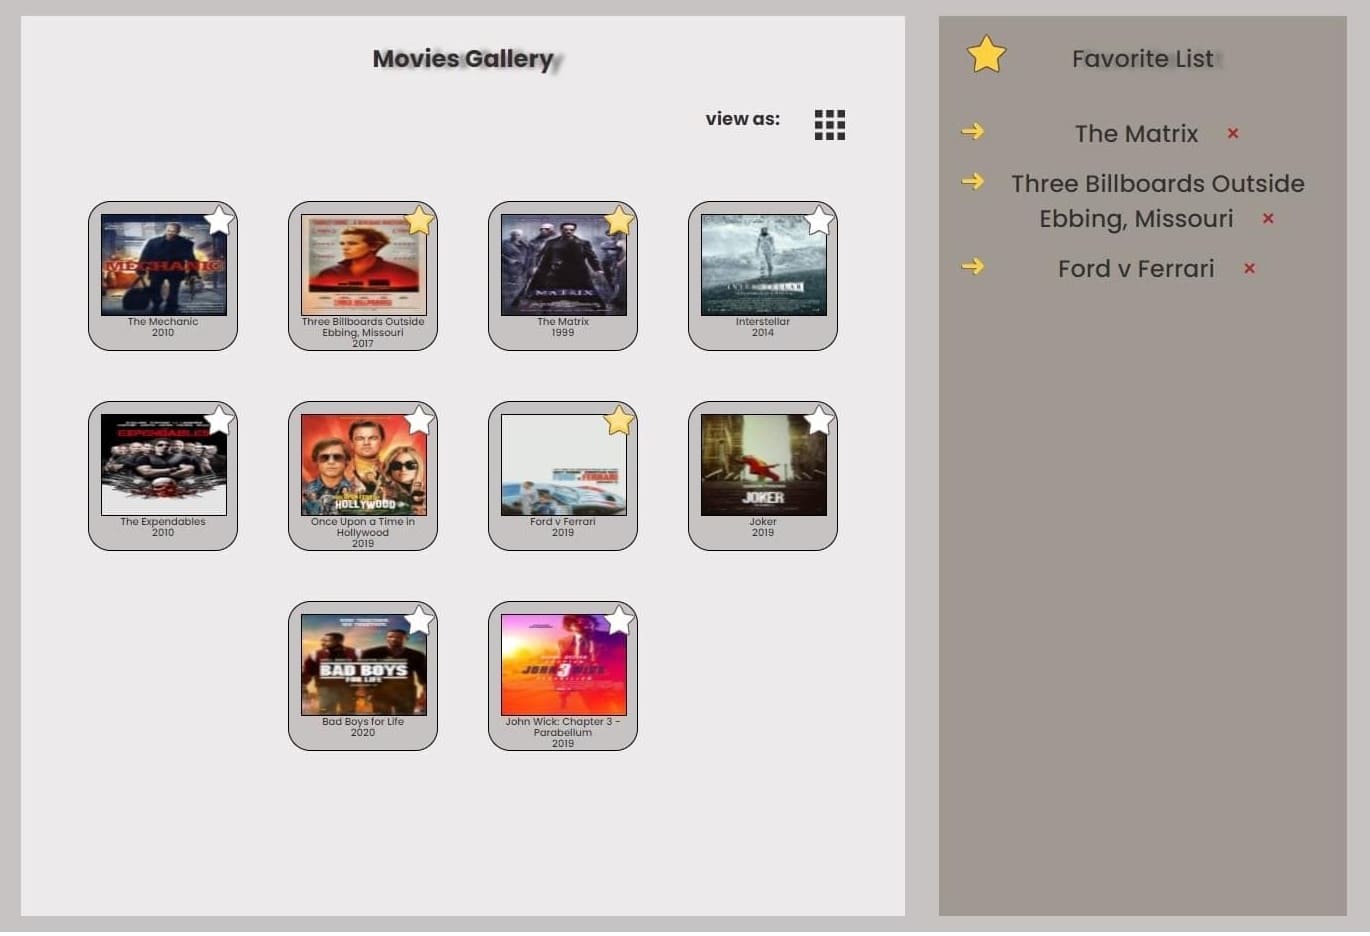 Movies Gallery
view as:
MECHANIC
The Mechanic
2010
Three Billboards Outside
Ebbing, Missouri
2017
MATRIX
The Matrix
1999
INTERSTELLAR
Interstellar
2014
EXPENDABLES
The Expendables
2010
HOLLYWOOD
Once Upon a Time in
Hollywood
2019
FORD v FERRARI
Ford v Ferrari
2019
JOKER
Joker
2019
BAD BOYS
FOR LIFE
Bad Boys for Life
2020
JOHN WICK
3
John Wick: Chapter 3 -
Parabellum
2019
Favorite List
The Matrix ×
Three Billboards Outside
Ebbing, Missouri ×
Ford v Ferrari ×